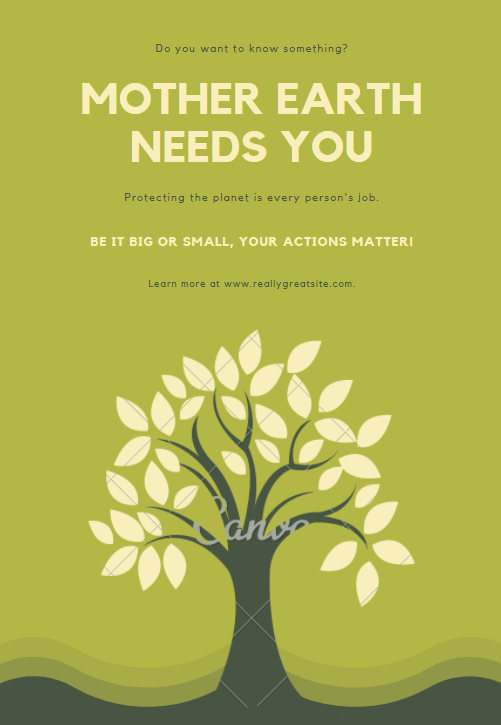 Do you want to know something?
MOTHER EARTH
NEEDS YOU
Protecting the planet is every person's job.
BE IT BIG OR SMALL, YOUR ACTIONS MATTER!
Learn more at www.reallygreatsite.com.
Canva